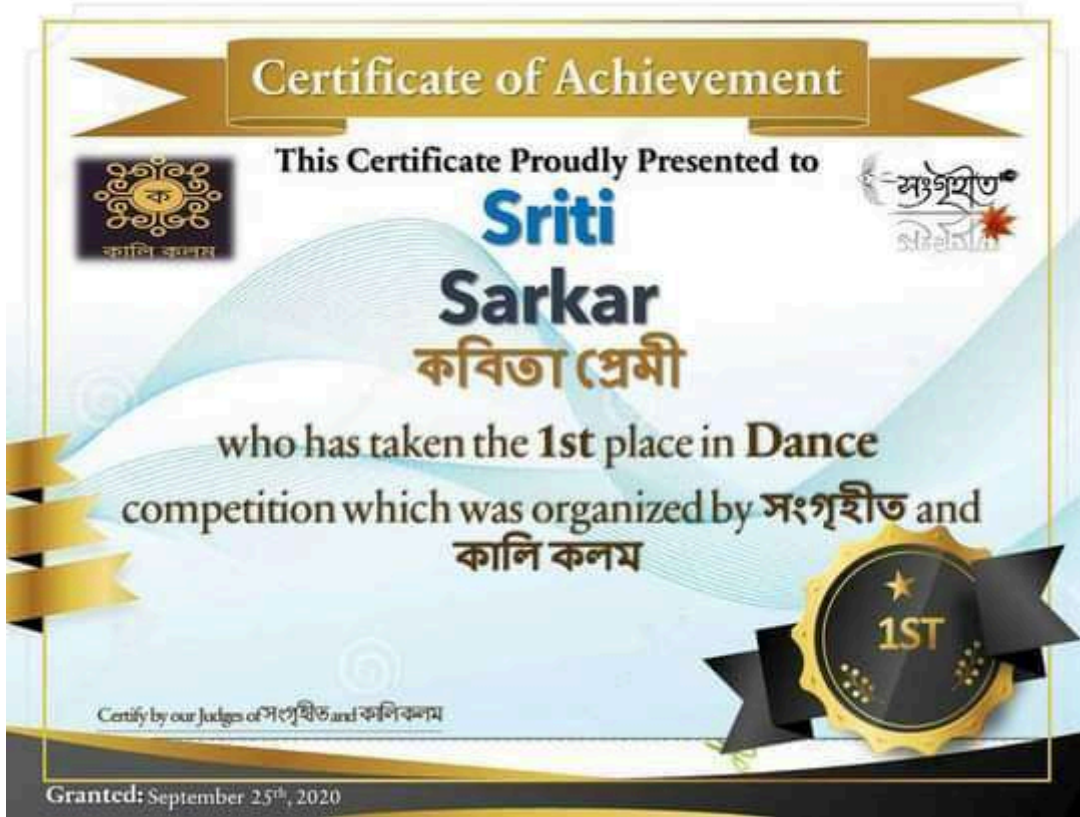 Certificate of Achievement
This Certificate Proudly Presented to
ক
কালি কলম
সংগৃহীত
Sriti
Sarkar
কবিতা প্রেমী
who has taken the 1st place in Dance
competition which was organized by সংগৃহীত and
কালি কলম
1ST
Certify by our Judges of সংগৃহীত and কালি কলম
Granted: September 25th, 2020